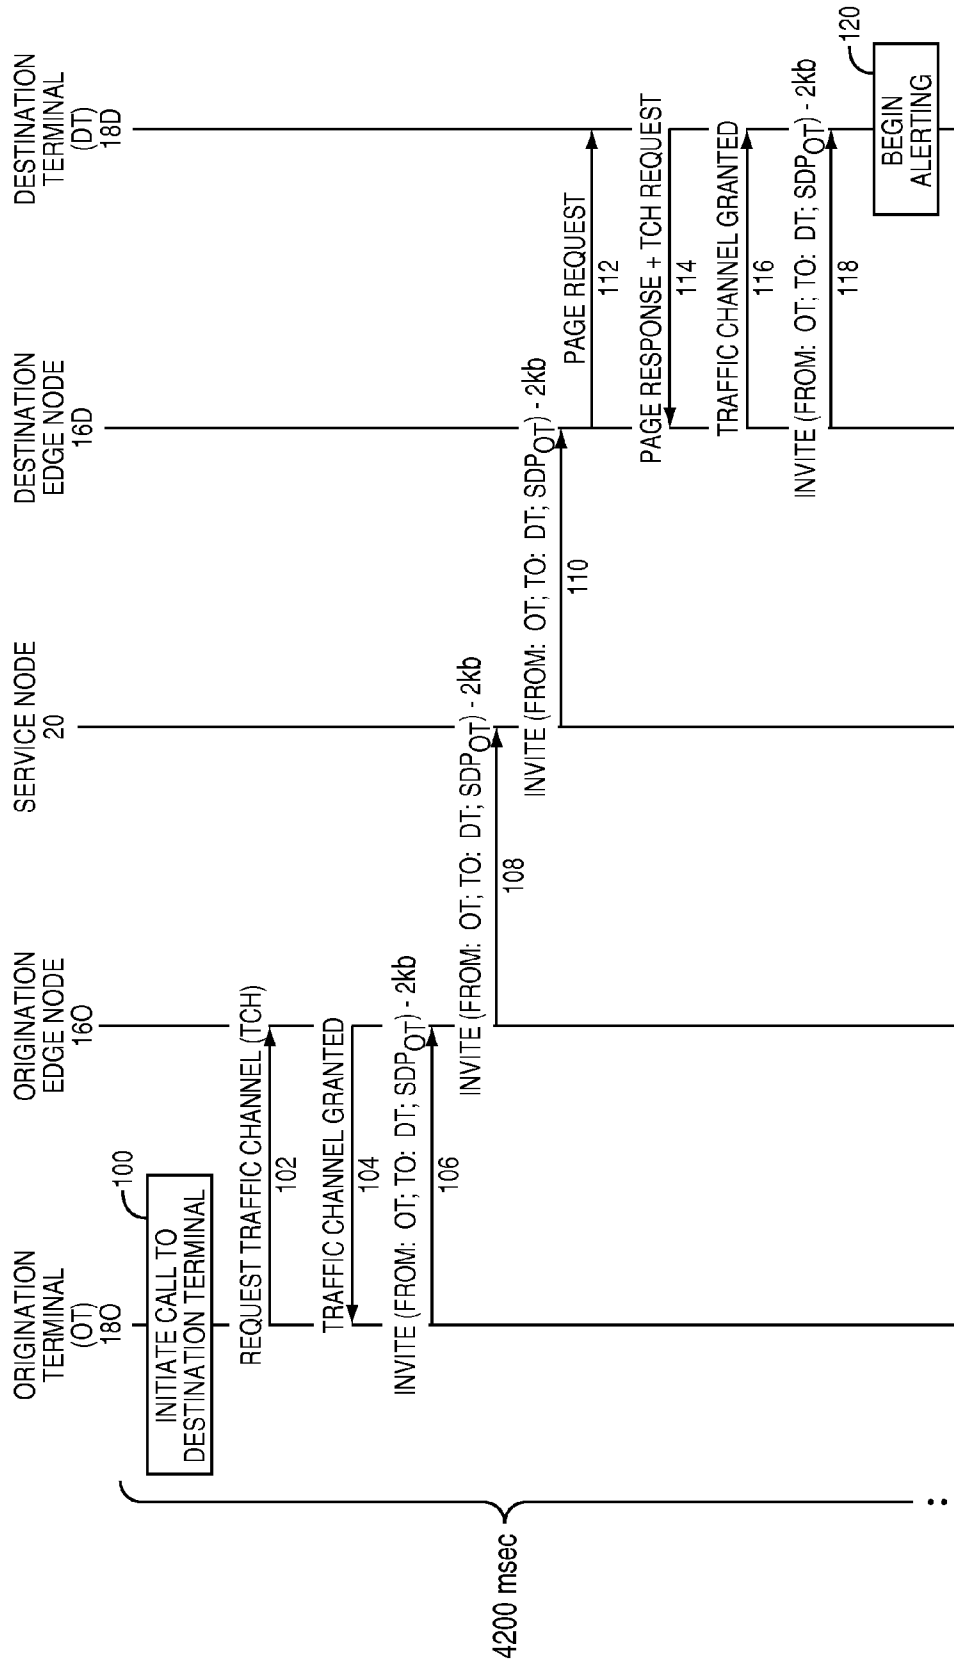 ORIGINATION
TERMINAL
(OT)
18O
ORIGINATION
EDGE NODE
16O
SERVICE NODE
20
DESTINATION
EDGE NODE
16D
DESTINATION
TERMINAL
(DT)
18D
INITIATE CALL TO
DESTINATION TERMINAL
100
REQUEST TRAFFIC CHANNEL (TCH)
102
TRAFFIC CHANNEL GRANTED
104
INVITE (FROM: OT; TO: DT; SDPOT) - 2kb
106
INVITE (FROM: OT; TO: DT; SDPOT) - 2kb
108
INVITE (FROM: OT; TO: DT; SDPOT) - 2kb
110
PAGE REQUEST
112
PAGE RESPONSE + TCH REQUEST
114
TRAFFIC CHANNEL GRANTED
116
INVITE (FROM: OT; TO: DT; SDPOT) - 2kb
118
BEGIN
ALERTING
120
4200 msec